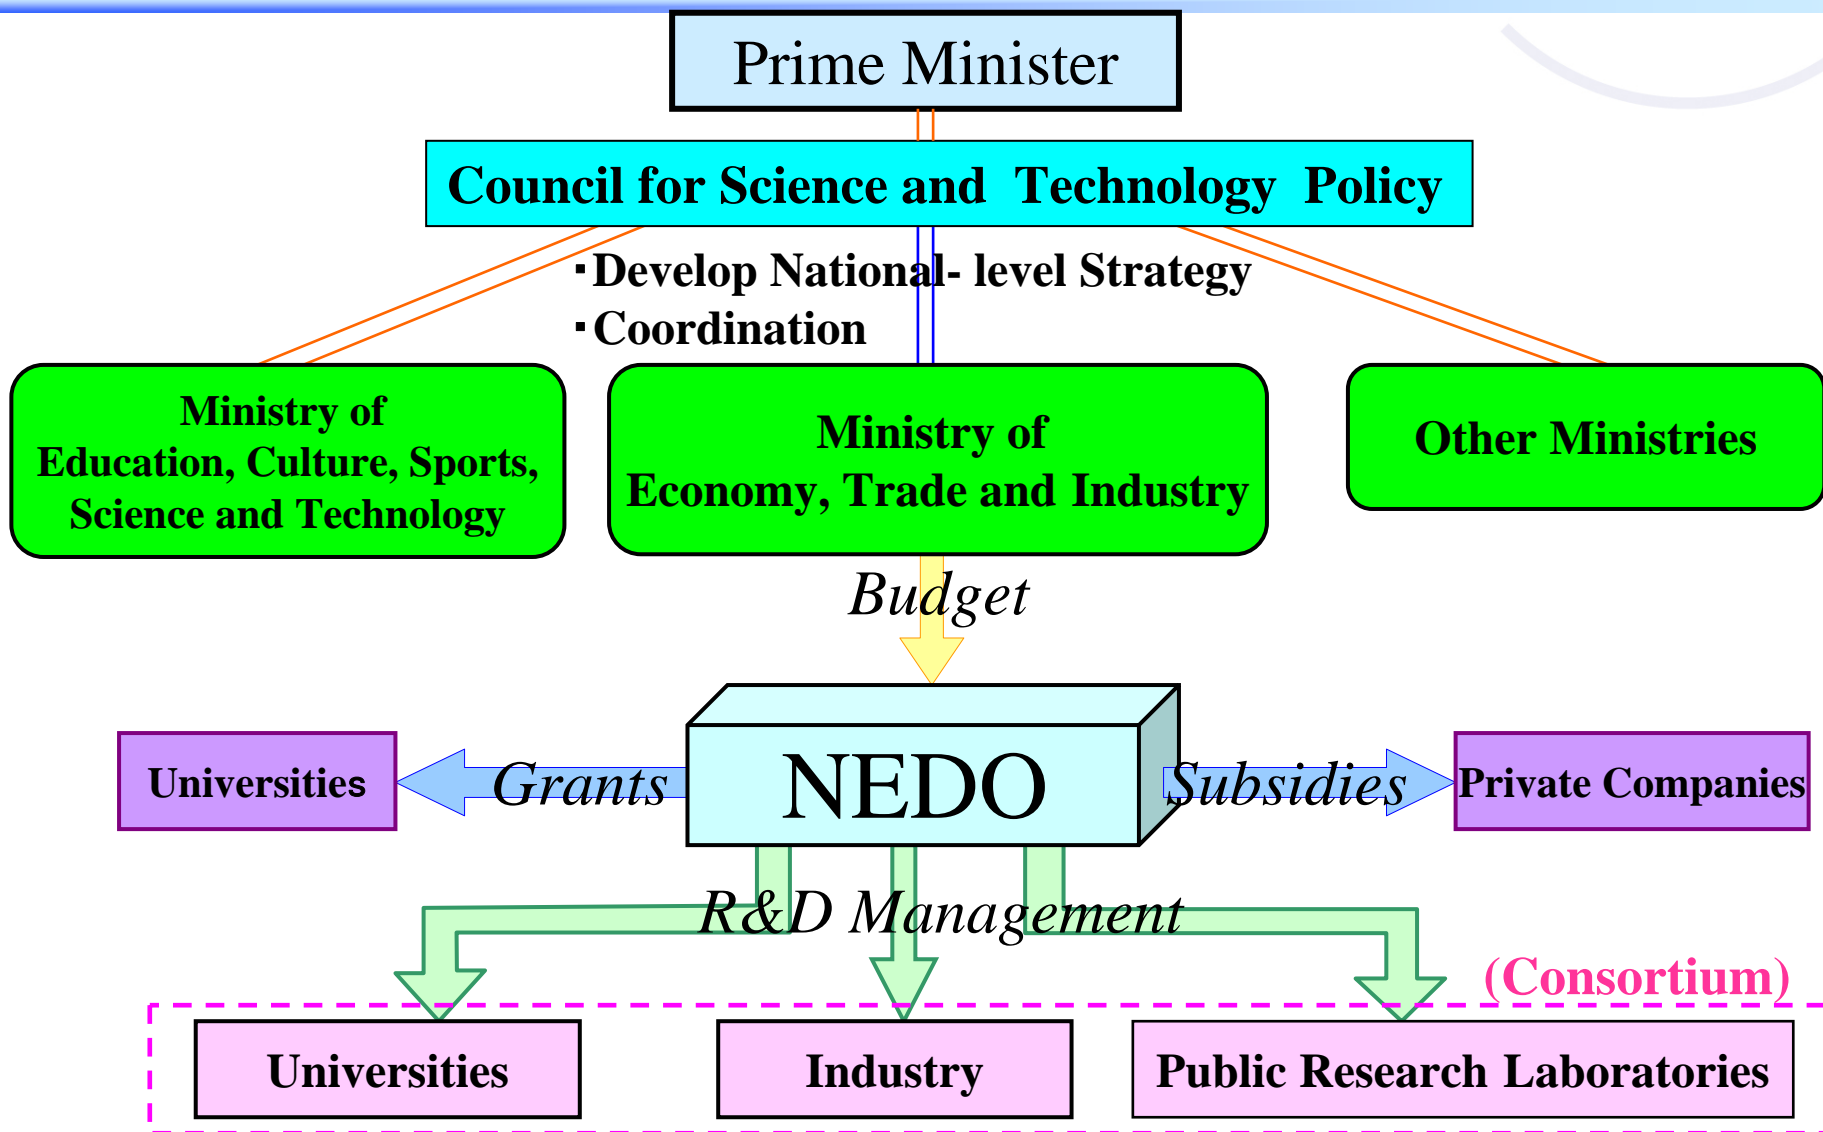 Prime Minister
Council for Science and Technology Policy
・Develop National- level Strategy
・Coordination
Ministry of
Education, Culture, Sports,
Science and Technology
Ministry of
Economy, Trade and Industry
Other Ministries
Budget
Universities
Grants
NEDO
Subsidies
Private Companies
R&D Management
(Consortium)
Universities
Industry
Public Research Laboratories